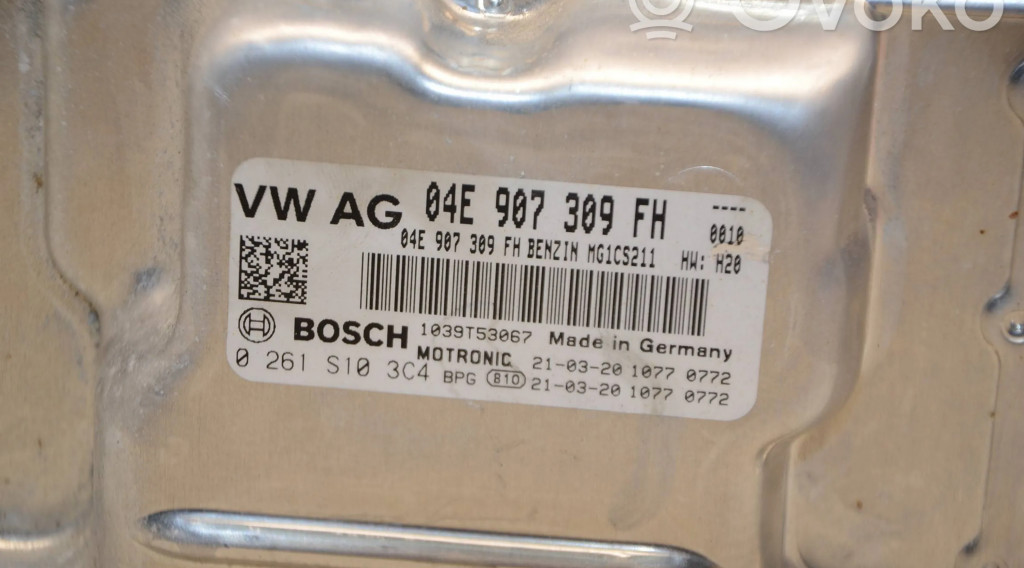 Ovoko
VW AG 04E 907 309 FH ----
0010
04E 907 309 FH BENZIN MG1CS211 HW: H20
BOSCH 1039T53067 Made in Germany
MOTRONIC 21-03-20 1077 0772
0 261 S10 3C4 BPG 810 21-03-20 1077 0772